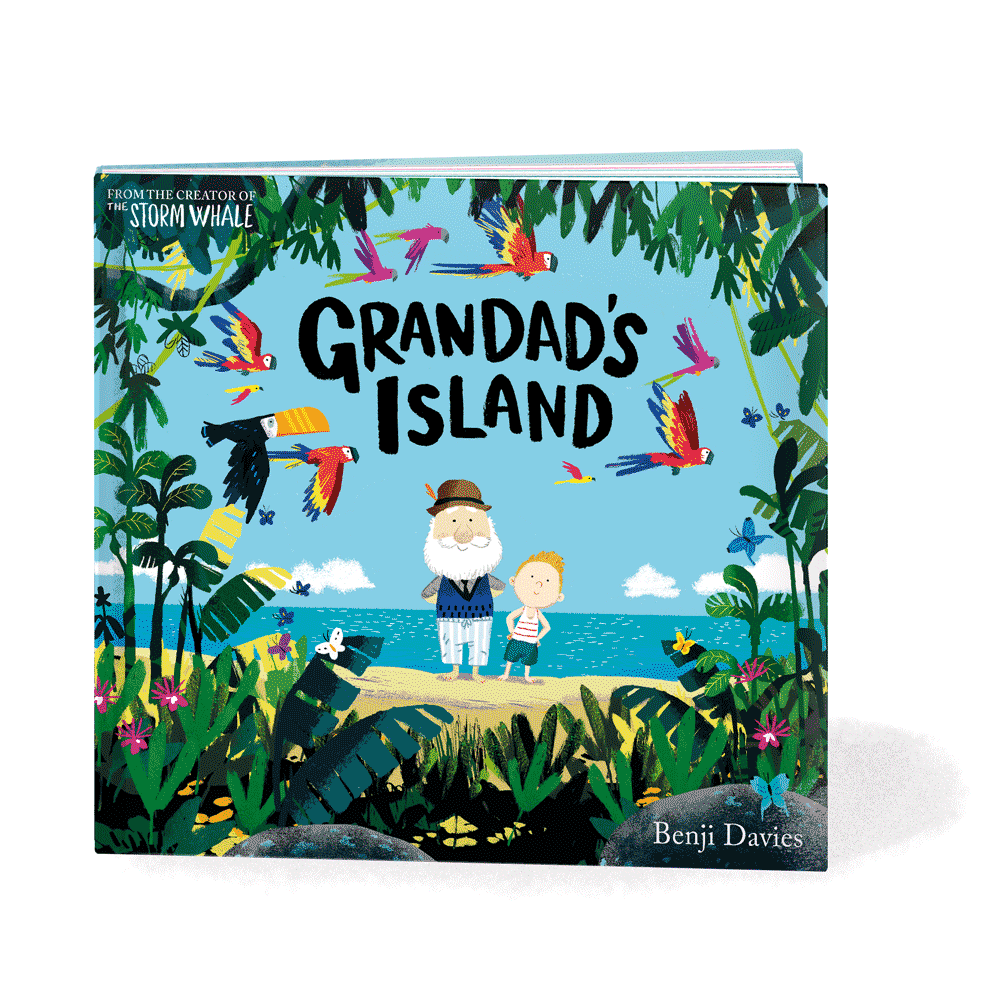 FROM THE CREATOR OF
THE STORM WHALE
GRANDAD'S
ISLAND
Benji Davies